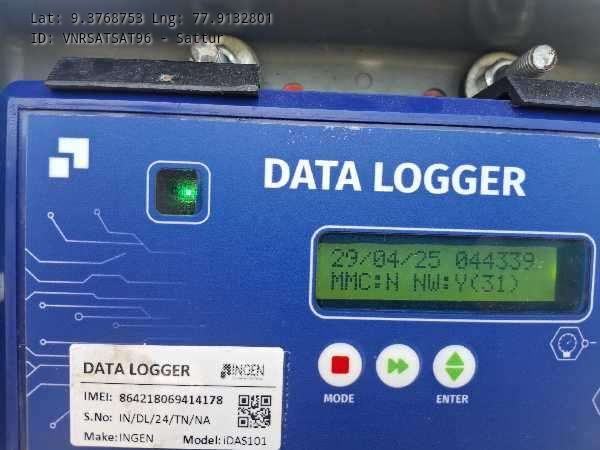 Lat: 9.3768753 Lng: 77.9132801
ID: VNRSATSAT96 - Sattur
DATA LOGGER
29/04/25 044339
MMC:N NW:Y(31)
MODE
ENTER
DATA LOGGER
INGEN
IMEI: 864218069414178
S.No: IN/DL/24/TN/NA
Make:INGEN Model:iDAS101